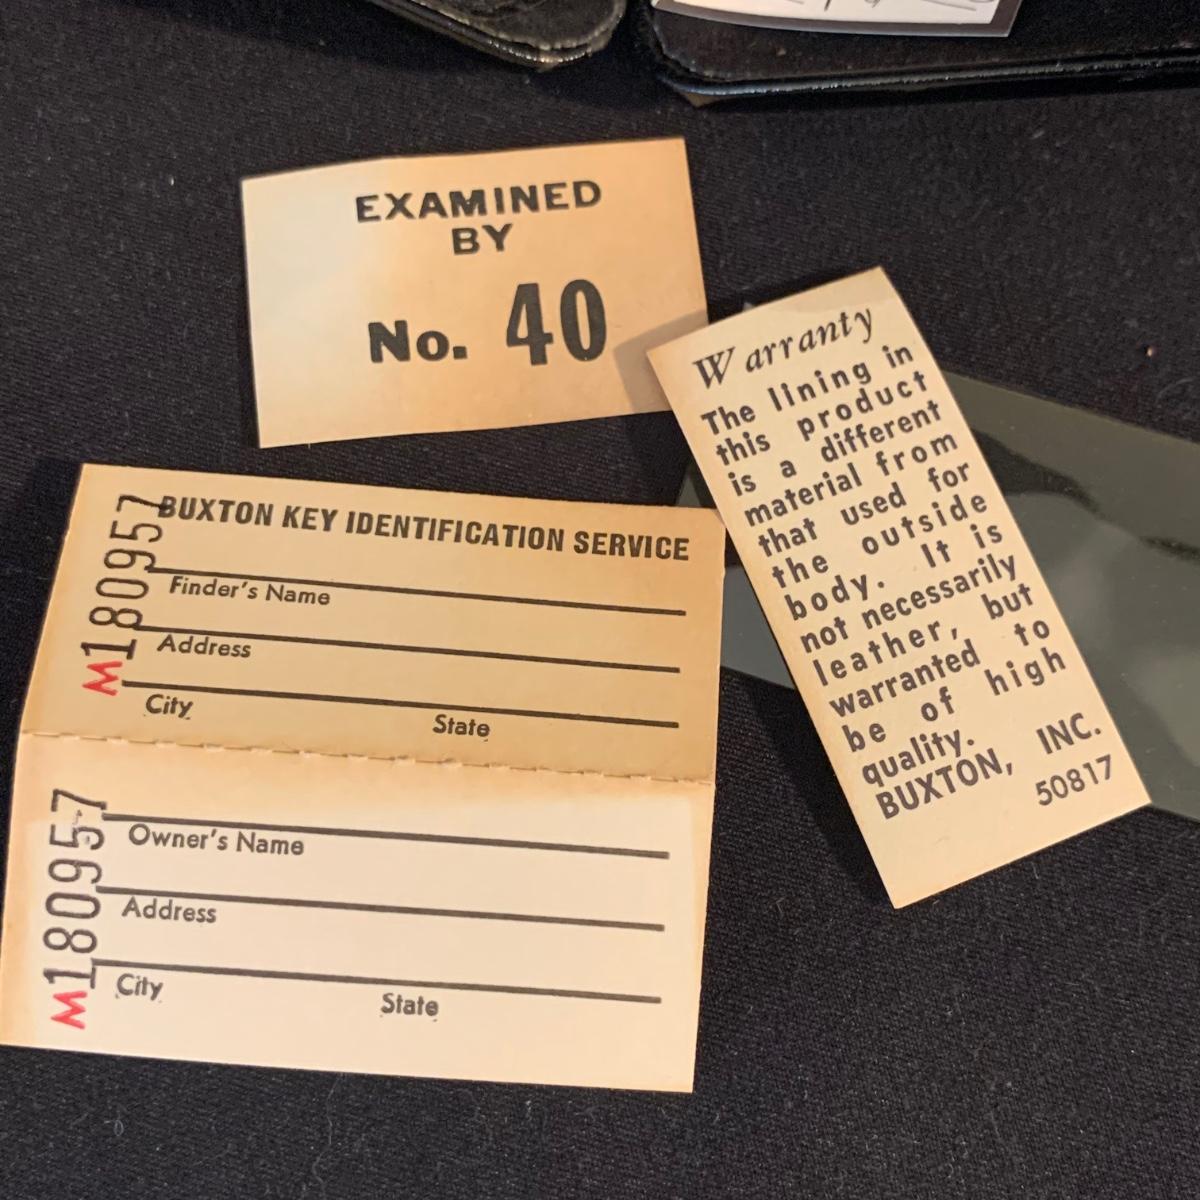 EXAMINED
BY
No. 40
Warranty
The lining in
this product
is a different
material from
that used for
the outside
body. It is
not necessarily
leather, but
warranted to
be of high
quality.
BUXTON, INC.
50817
BUXTON KEY IDENTIFICATION SERVICE
M180957
Finder's Name
Address
City State
M180957
Owner's Name
Address
City State